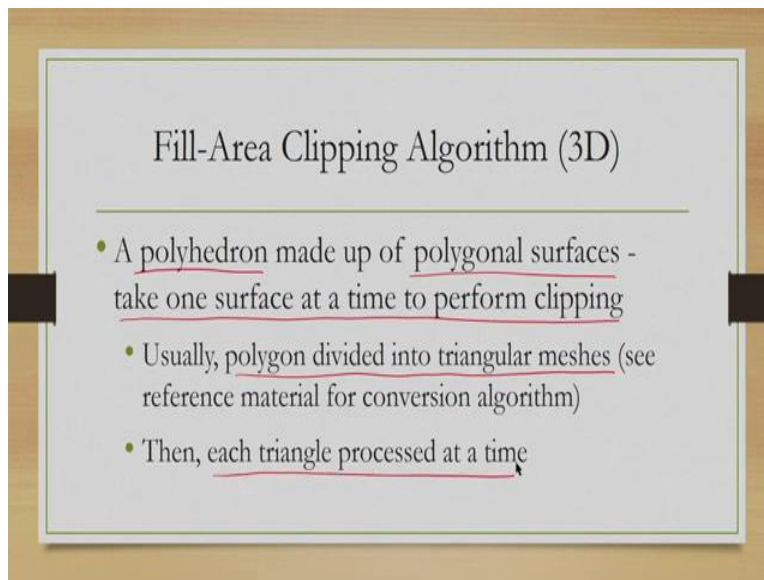 Fill-Area Clipping Algorithm (3D)
• A polyhedron made up of polygonal surfaces -
take one surface at a time to perform clipping
• Usually, polygon divided into triangular meshes (see
reference material for conversion algorithm)
• Then, each triangle processed at a time